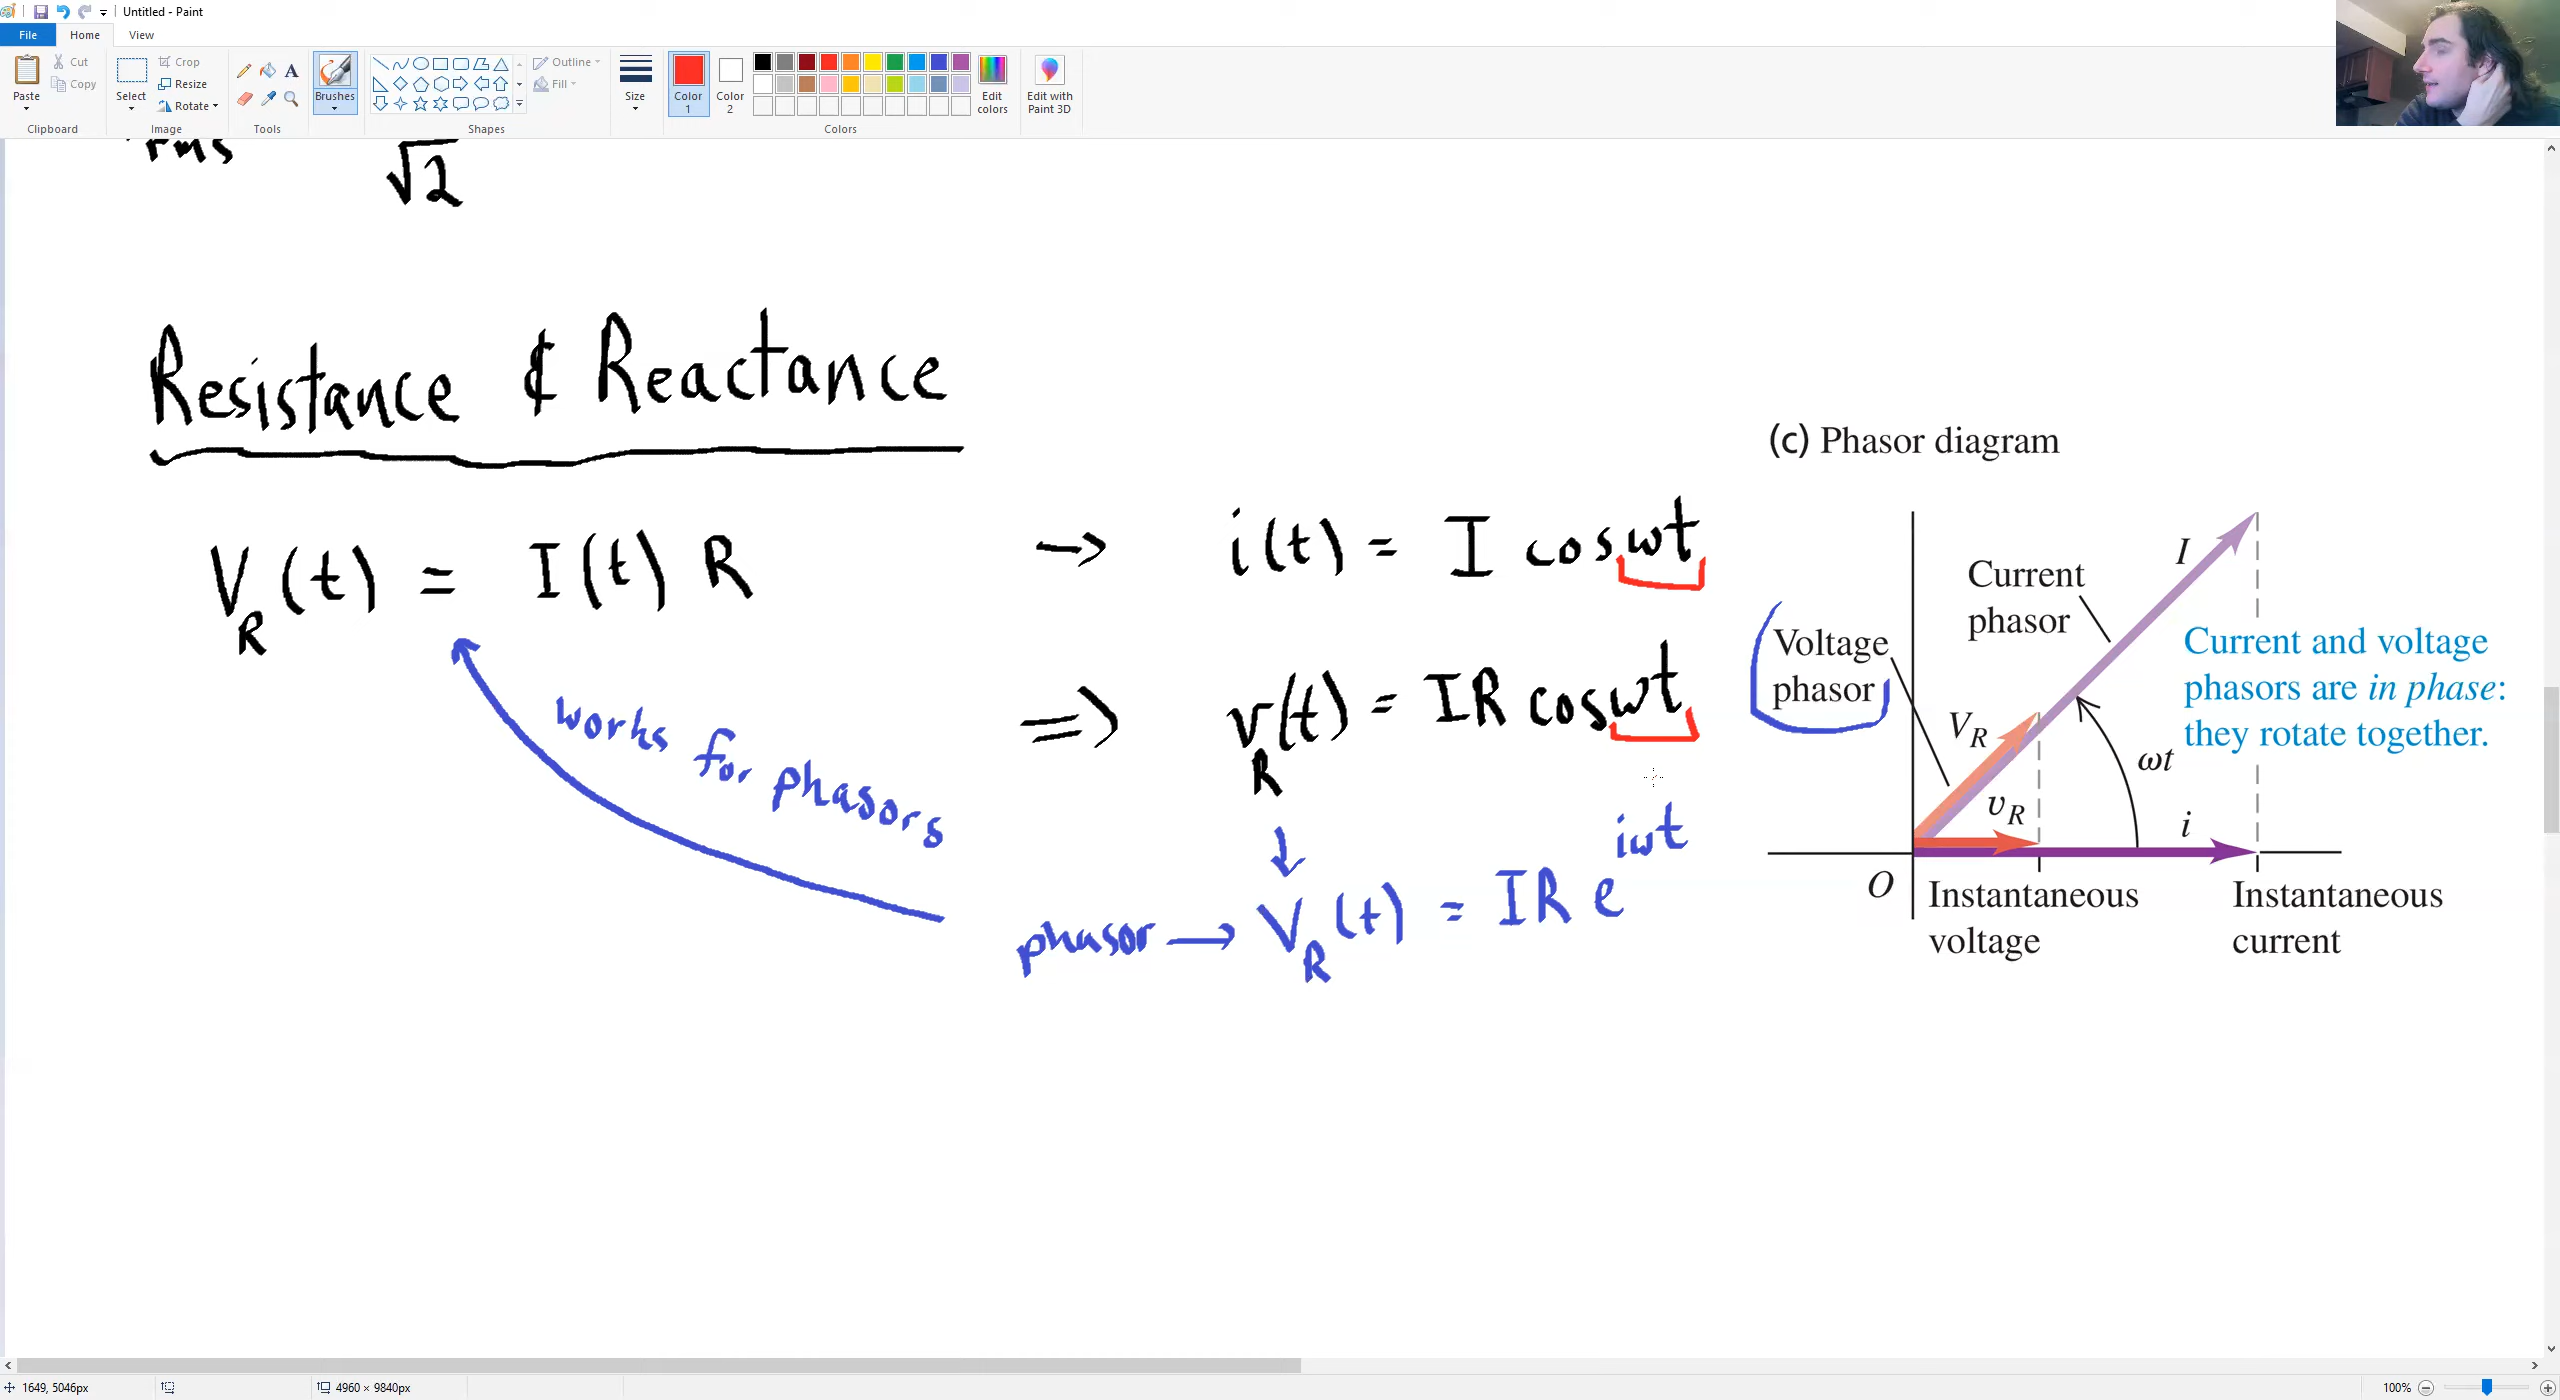 Untitled - Paint
File Home View
Paste
Cut
Copy
Clipboard
Select
Crop
Resize
Rotate
Image
Tools
Brushes
Outline
Fill
Shapes
Size
Color 1
Color 2
Edit colors
Edit with Paint 3D
Colors
rms √2
Resistance & Reactance
V_R(t) = I(t) R → i(t) = I cos ωt
⇒ v_R(t) = IR cos ωt
works for phasors
phasor → V_R(t) = IR e^{iωt}
(c) Phasor diagram
I
Current
phasor
Voltage
phasor
Current and voltage
phasors are in phase:
they rotate together.
V_R
ωt
v_R
i
O
Instantaneous
voltage
Instantaneous
current
1649, 5046px
4960 × 9840px
100%